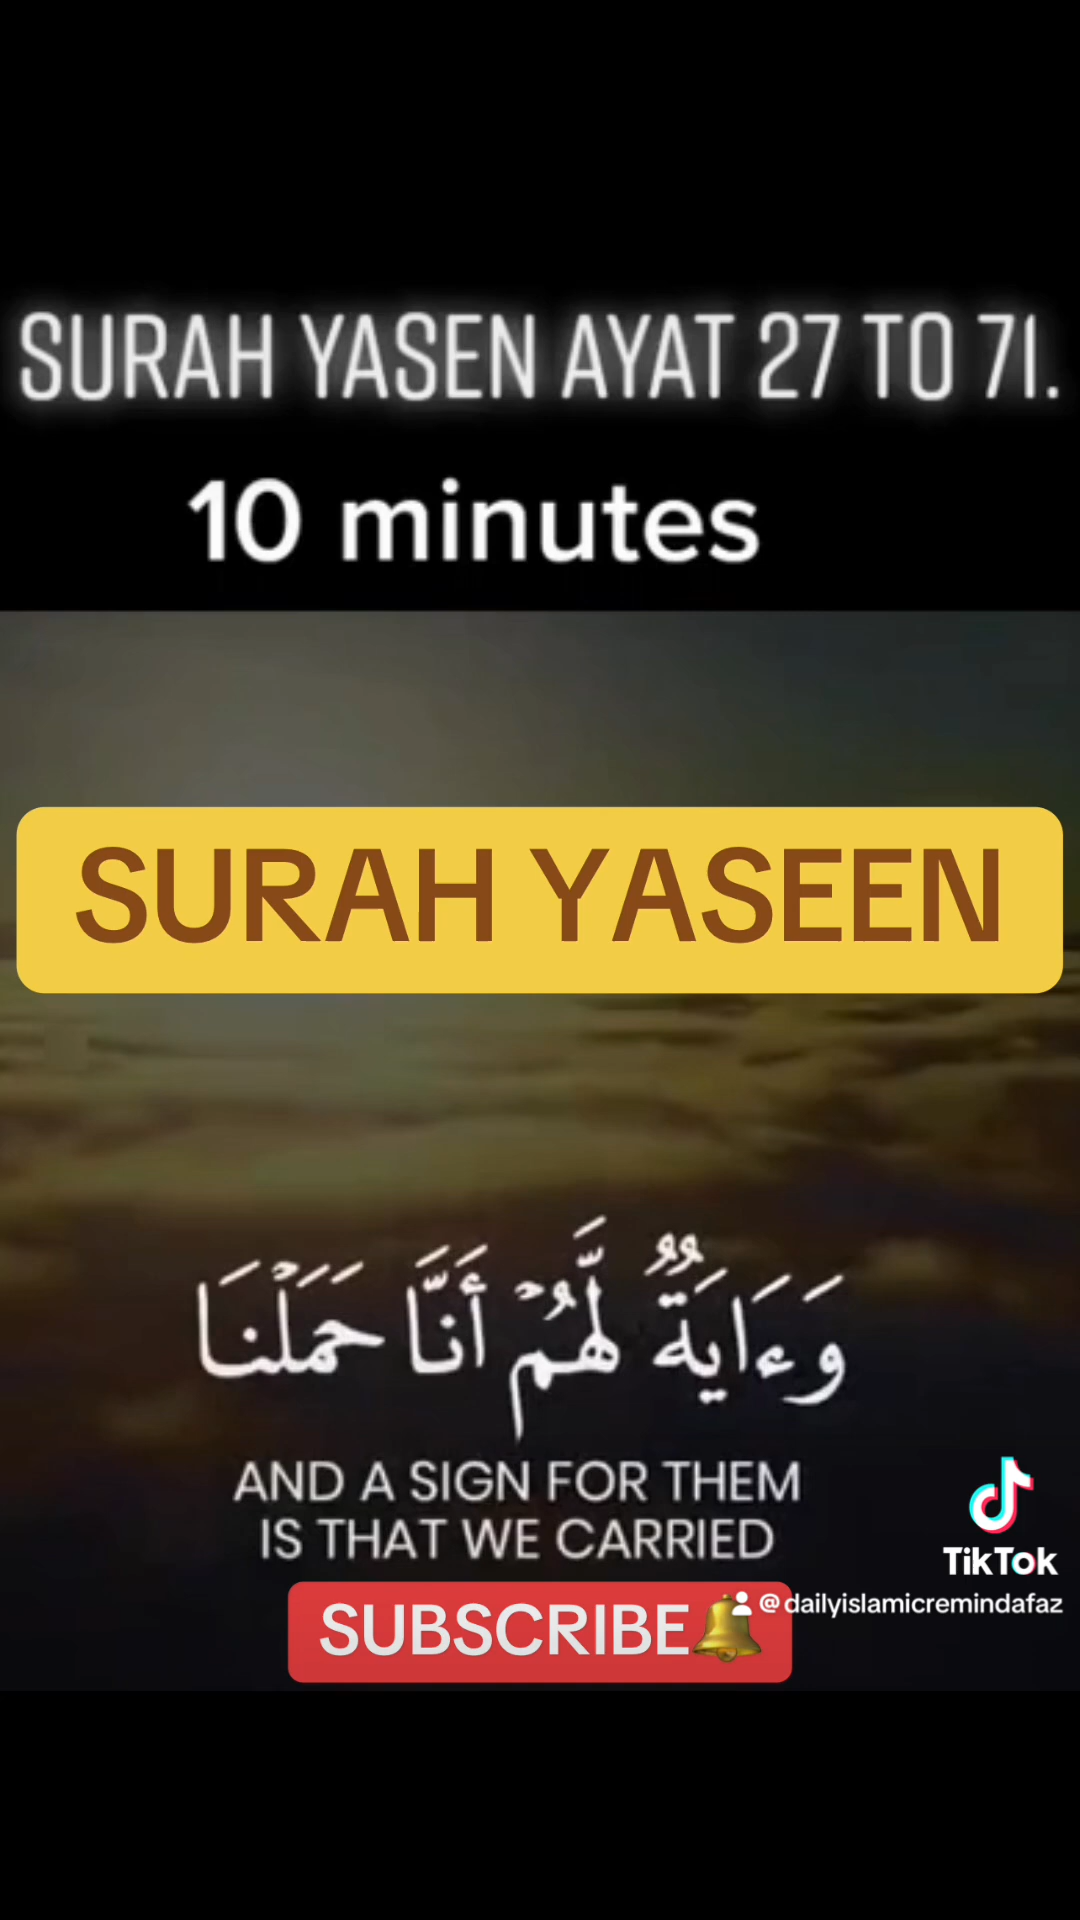 SURAH YASEN AYAT 27 TO 71.
10 minutes
SURAH YASEEN
وَءَايَةٌ لَّهُمْ أَنَّا حَمَلْنَا
AND A SIGN FOR THEM
IS THAT WE CARRIED
TikTok
SUBSCRIBE🔔
@dailyislamicremindafaz